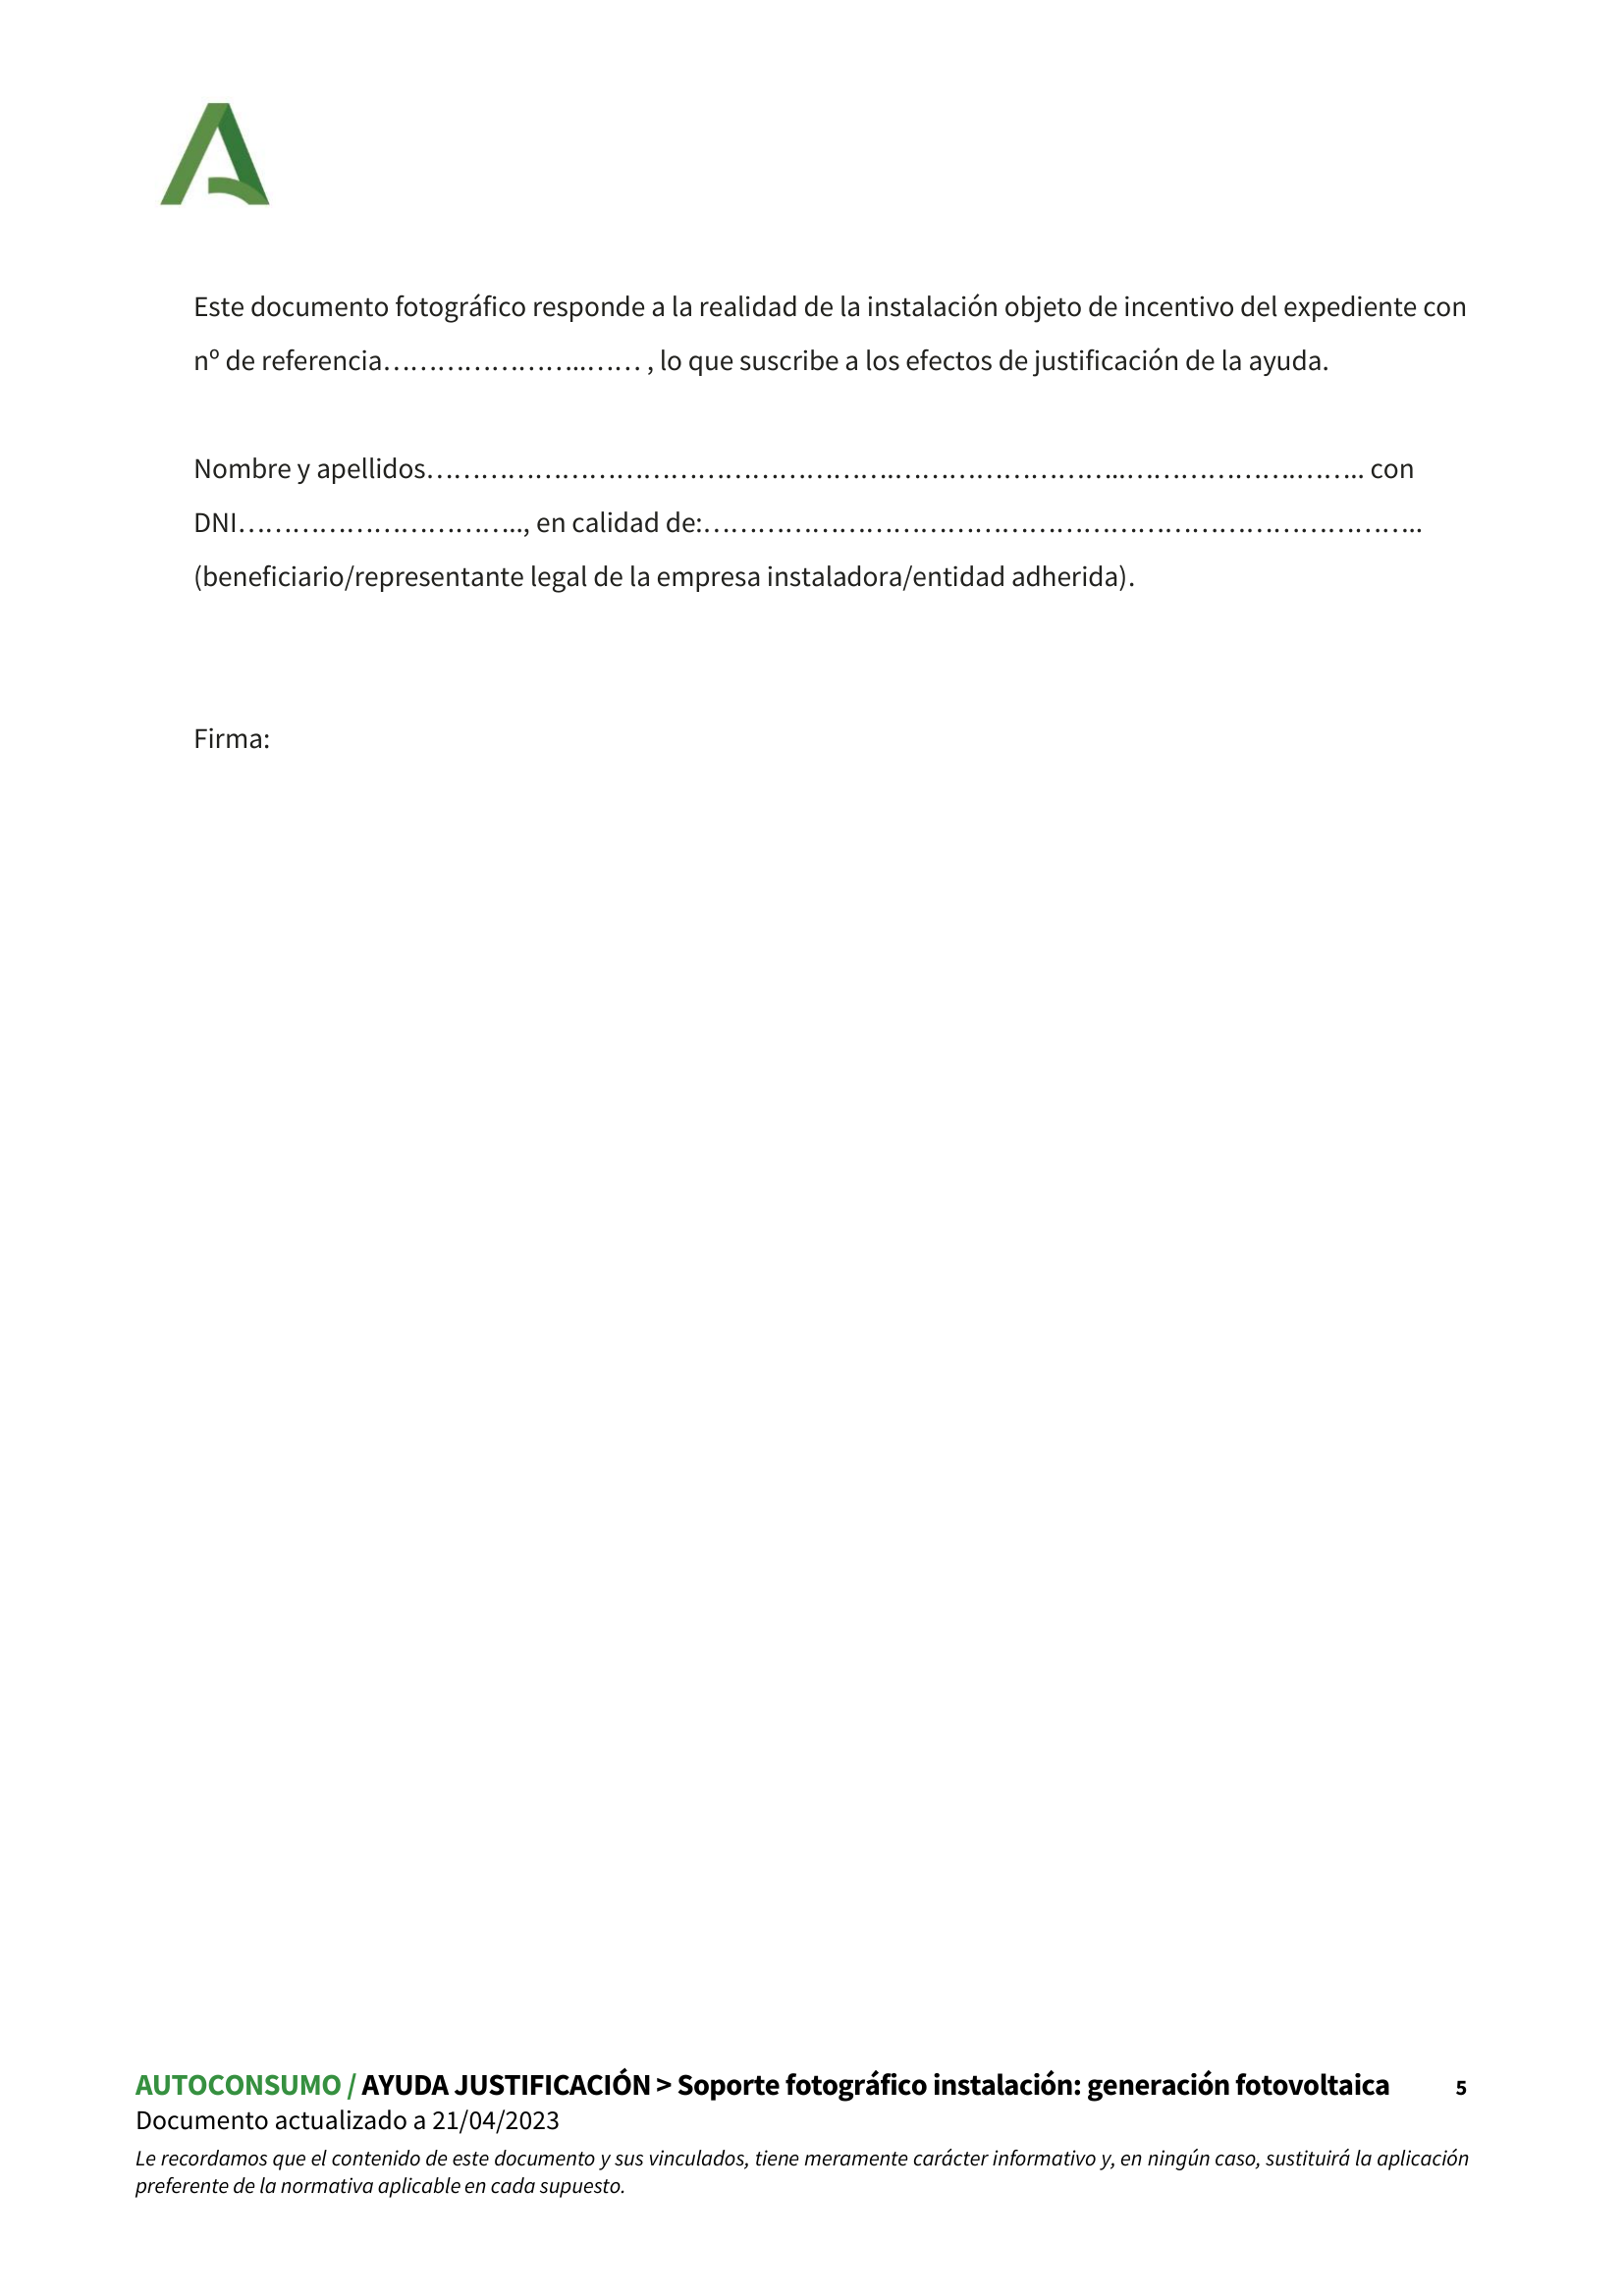 Este documento fotográfico responde a la realidad de la instalación objeto de incentivo del expediente con
nº de referencia…………………..…… , lo que suscribe a los efectos de justificación de la ayuda.
Nombre y apellidos…………………………………………….……………………..……………….…….. con
DNI………………………….., en calidad de:……………………………………………………………………..
(beneficiario/representante legal de la empresa instaladora/entidad adherida).
Firma:
AUTOCONSUMO / AYUDA JUSTIFICACIÓN > Soporte fotográfico instalación: generación fotovoltaica 5
Documento actualizado a 21/04/2023
Le recordamos que el contenido de este documento y sus vinculados, tiene meramente carácter informativo y, en ningún caso, sustituirá la aplicación
preferente de la normativa aplicable en cada supuesto.